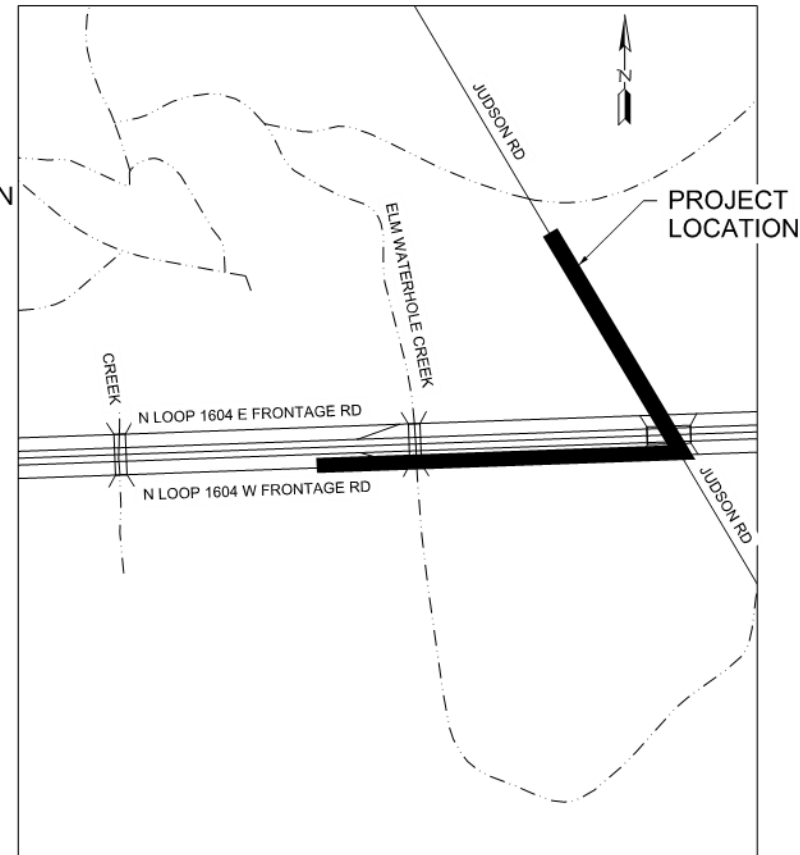 JUDSON RD
N
N
PROJECT
LOCATION
ELM WATERHOLE CREEK
CREEK
N LOOP 1604 E FRONTAGE RD
N LOOP 1604 W FRONTAGE RD
JUDSON RD